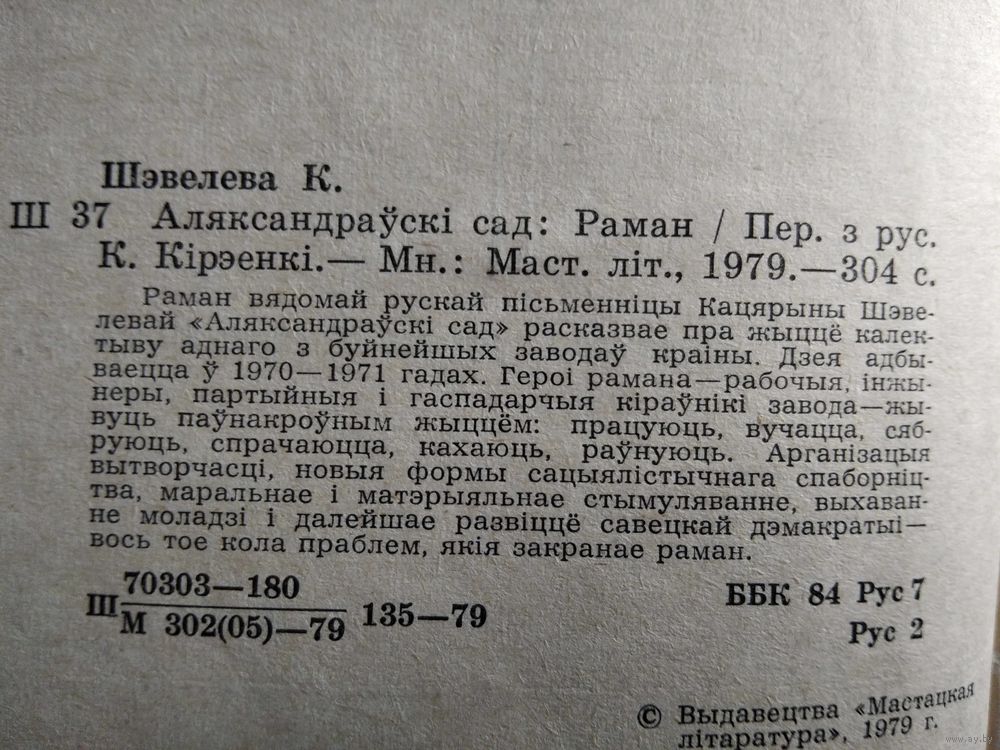 Шэвелева К.
Ш 37 Аляксандраўскі сад: Раман / Пер. з рус.
К. Кірэенкі.— Мн.: Маст. літ., 1979.—304 с.
Раман вядомай рускай пісьменніцы Кацярыны Шэве-
левай «Аляксандраўскі сад» расказвае пра жыццё калек-
тыву аднаго з буйнейшых заводаў краіны. Дзея адбы-
ваецца ў 1970—1971 гадах. Героі рамана—рабочыя, інжы-
неры, партыйныя і гаспадарчыя кіраўнікі завода—жы-
вуць паўнакроўным жыццём: працуюць, вучацца, сяб-
руюць, спрачаюцца, кахаюць, раўнуюць. Арганізацыя
вытворчасці, новыя формы сацыялістычнага спаборніц-
тва, маральнае і матэрыяльнае стымуляванне, выхаван-
не моладзі і далейшае развіццё савецкай дэмакратыі—
вось тое кола праблем, якія закранае раман.
70303—180
Ш М 302(05)—79 135—79
ББК 84 Рус 7
Рус 2
© Выдавецтва «Мастацкая
літаратура», 1979 г.
www.ay.by